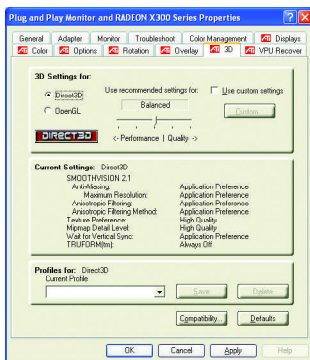 Plug and Play Monitor and RADEON X300 Series Properties
General Adapter Monitor Troubleshoot Color Management Displays
Color Options Rotation Overlay 3D VPU Recover
3D Settings for:
Direct3D
OpenGL
DIRECT3D
Use recommended settings for:
Balanced
<- Performance | Quality ->
Use custom settings
Custom...
Current Settings: Direct3D
SMOOTHVISION 2.1
AntiAliasing: Application Preference
Maximum Resolution: Application Preference
Anisotropic Filtering: Application Preference
Anisotropic Filtering Method: Application Preference
Texture Preference: High Quality
Mipmap Detail Level: High Quality
Wait for Vertical Sync: Application Preference
TRUFORM(tm): Always Off
Profiles for: Direct3D
Current Profile
Save Delete
Compatibility... Defaults
OK Cancel Apply Help